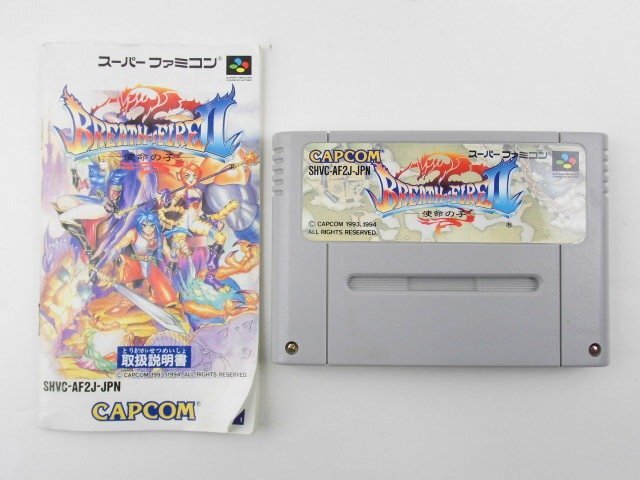 スーパーファミコン
BREATH of FIRE II
使命の子
とりあつかいせつめいしょ
取扱説明書
© CAPCOM 1993,1994, ALL RIGHTS RESERVED.
SHVC-AF2J-JPN
CAPCOM
CAPCOM
スーパーファミコン
SHVC-AF2J-JPN
BREATH of FIRE II
使命の子
© CAPCOM 1993,1994
ALL RIGHTS RESERVED.